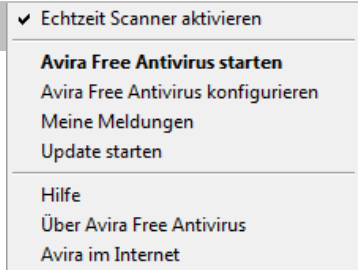 Echtzeit Scanner aktivieren
Avira Free Antivirus starten
Avira Free Antivirus konfigurieren
Meine Meldungen
Update starten
Hilfe
Über Avira Free Antivirus
Avira im Internet